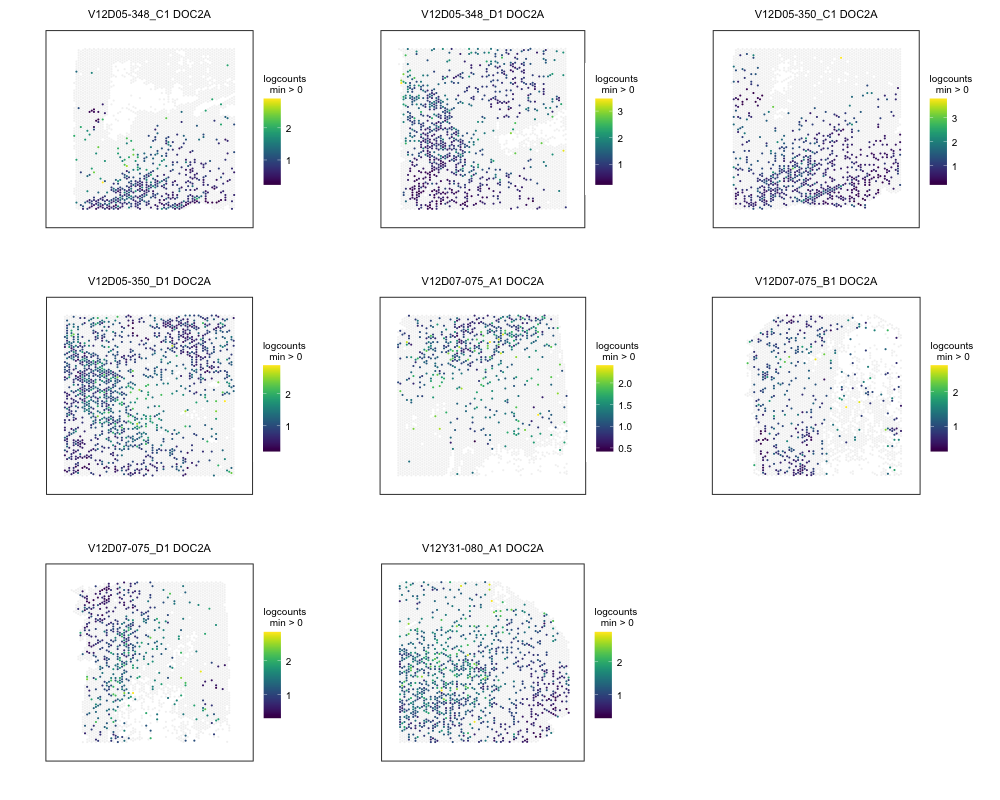 V12D05-348_C1 DOC2A
logcounts
min > 0
2
1
V12D05-348_D1 DOC2A
logcounts
min > 0
3
2
1
V12D05-350_C1 DOC2A
logcounts
min > 0
3
2
1
V12D05-350_D1 DOC2A
logcounts
min > 0
2
1
V12D07-075_A1 DOC2A
logcounts
min > 0
2.0
1.5
1.0
0.5
V12D07-075_B1 DOC2A
logcounts
min > 0
2
1
V12D07-075_D1 DOC2A
logcounts
min > 0
2
1
V12Y31-080_A1 DOC2A
logcounts
min > 0
2
1